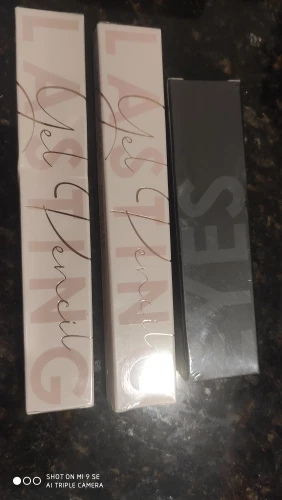 LASTING
Gel Pencil
LASTING
Gel Pencil
EYES
SHOT ON MI 9 SE
AI TRIPLE CAMERA